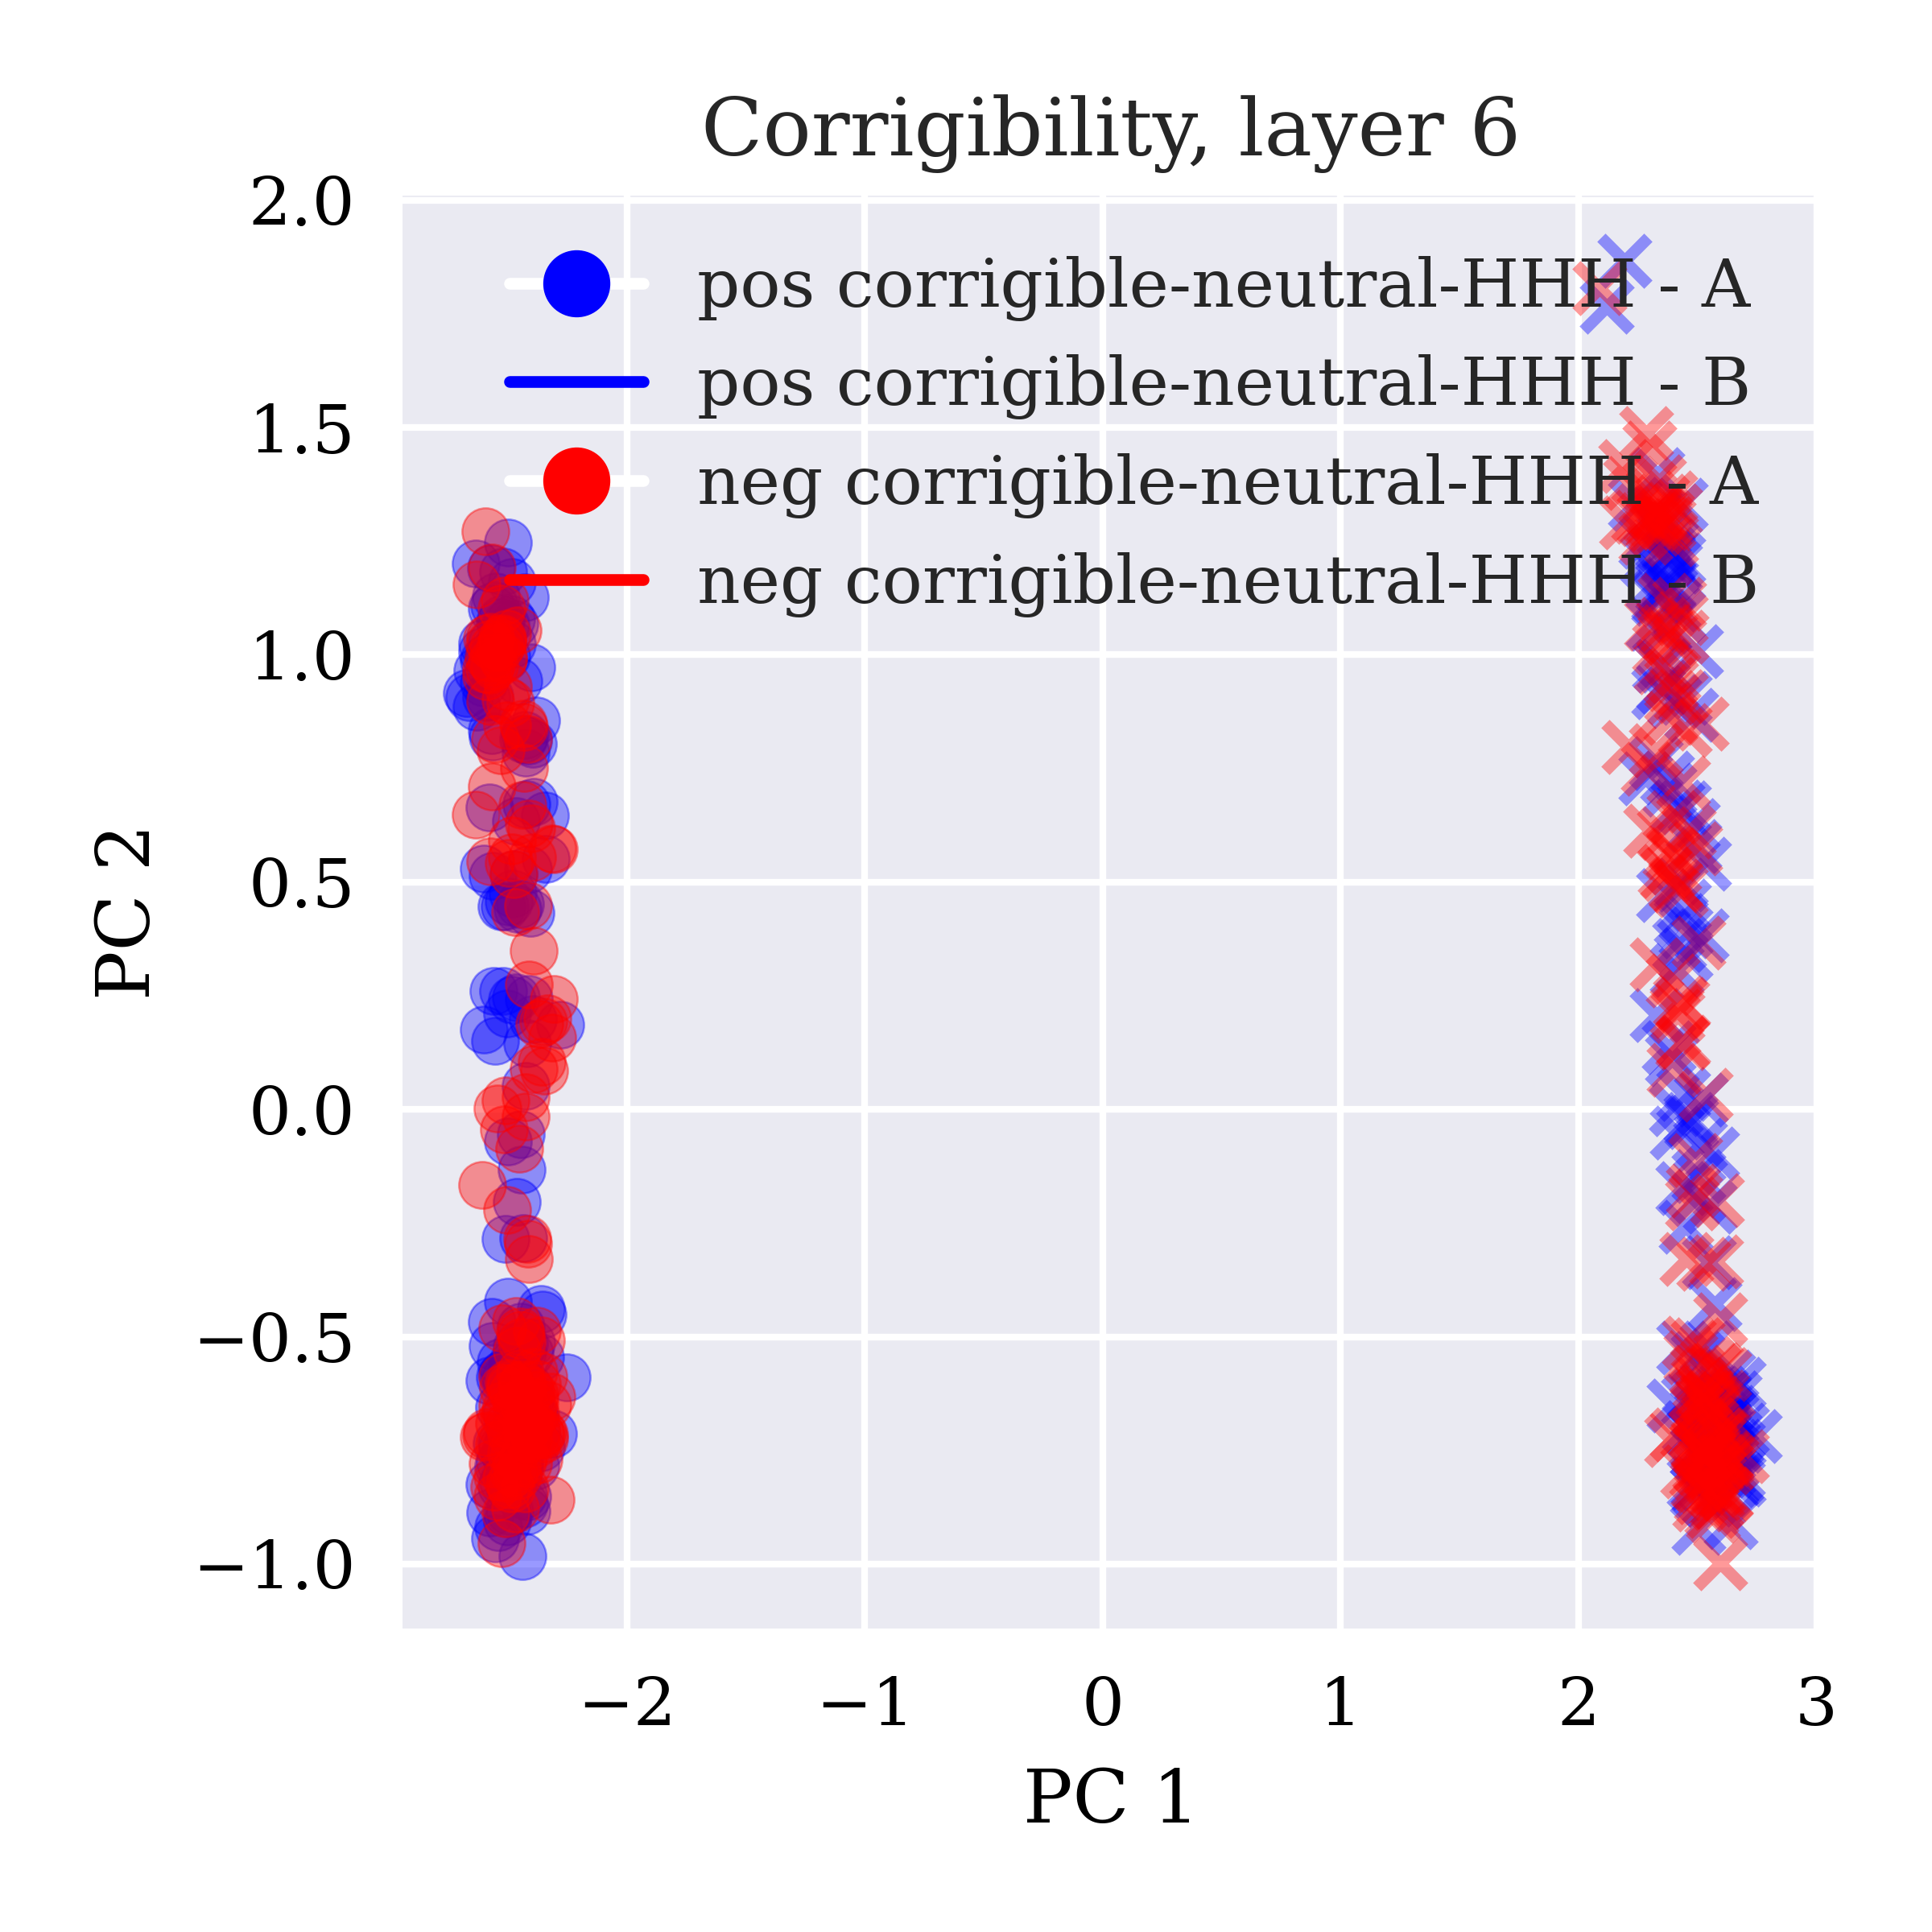 Corrigibility, layer 6
2.0
1.5
1.0
0.5
0.0
−0.5
−1.0
PC 2
pos corrigible-neutral-HHH - A
pos corrigible-neutral-HHH - B
neg corrigible-neutral-HHH - A
neg corrigible-neutral-HHH - B
−2 −1 0 1 2 3
PC 1